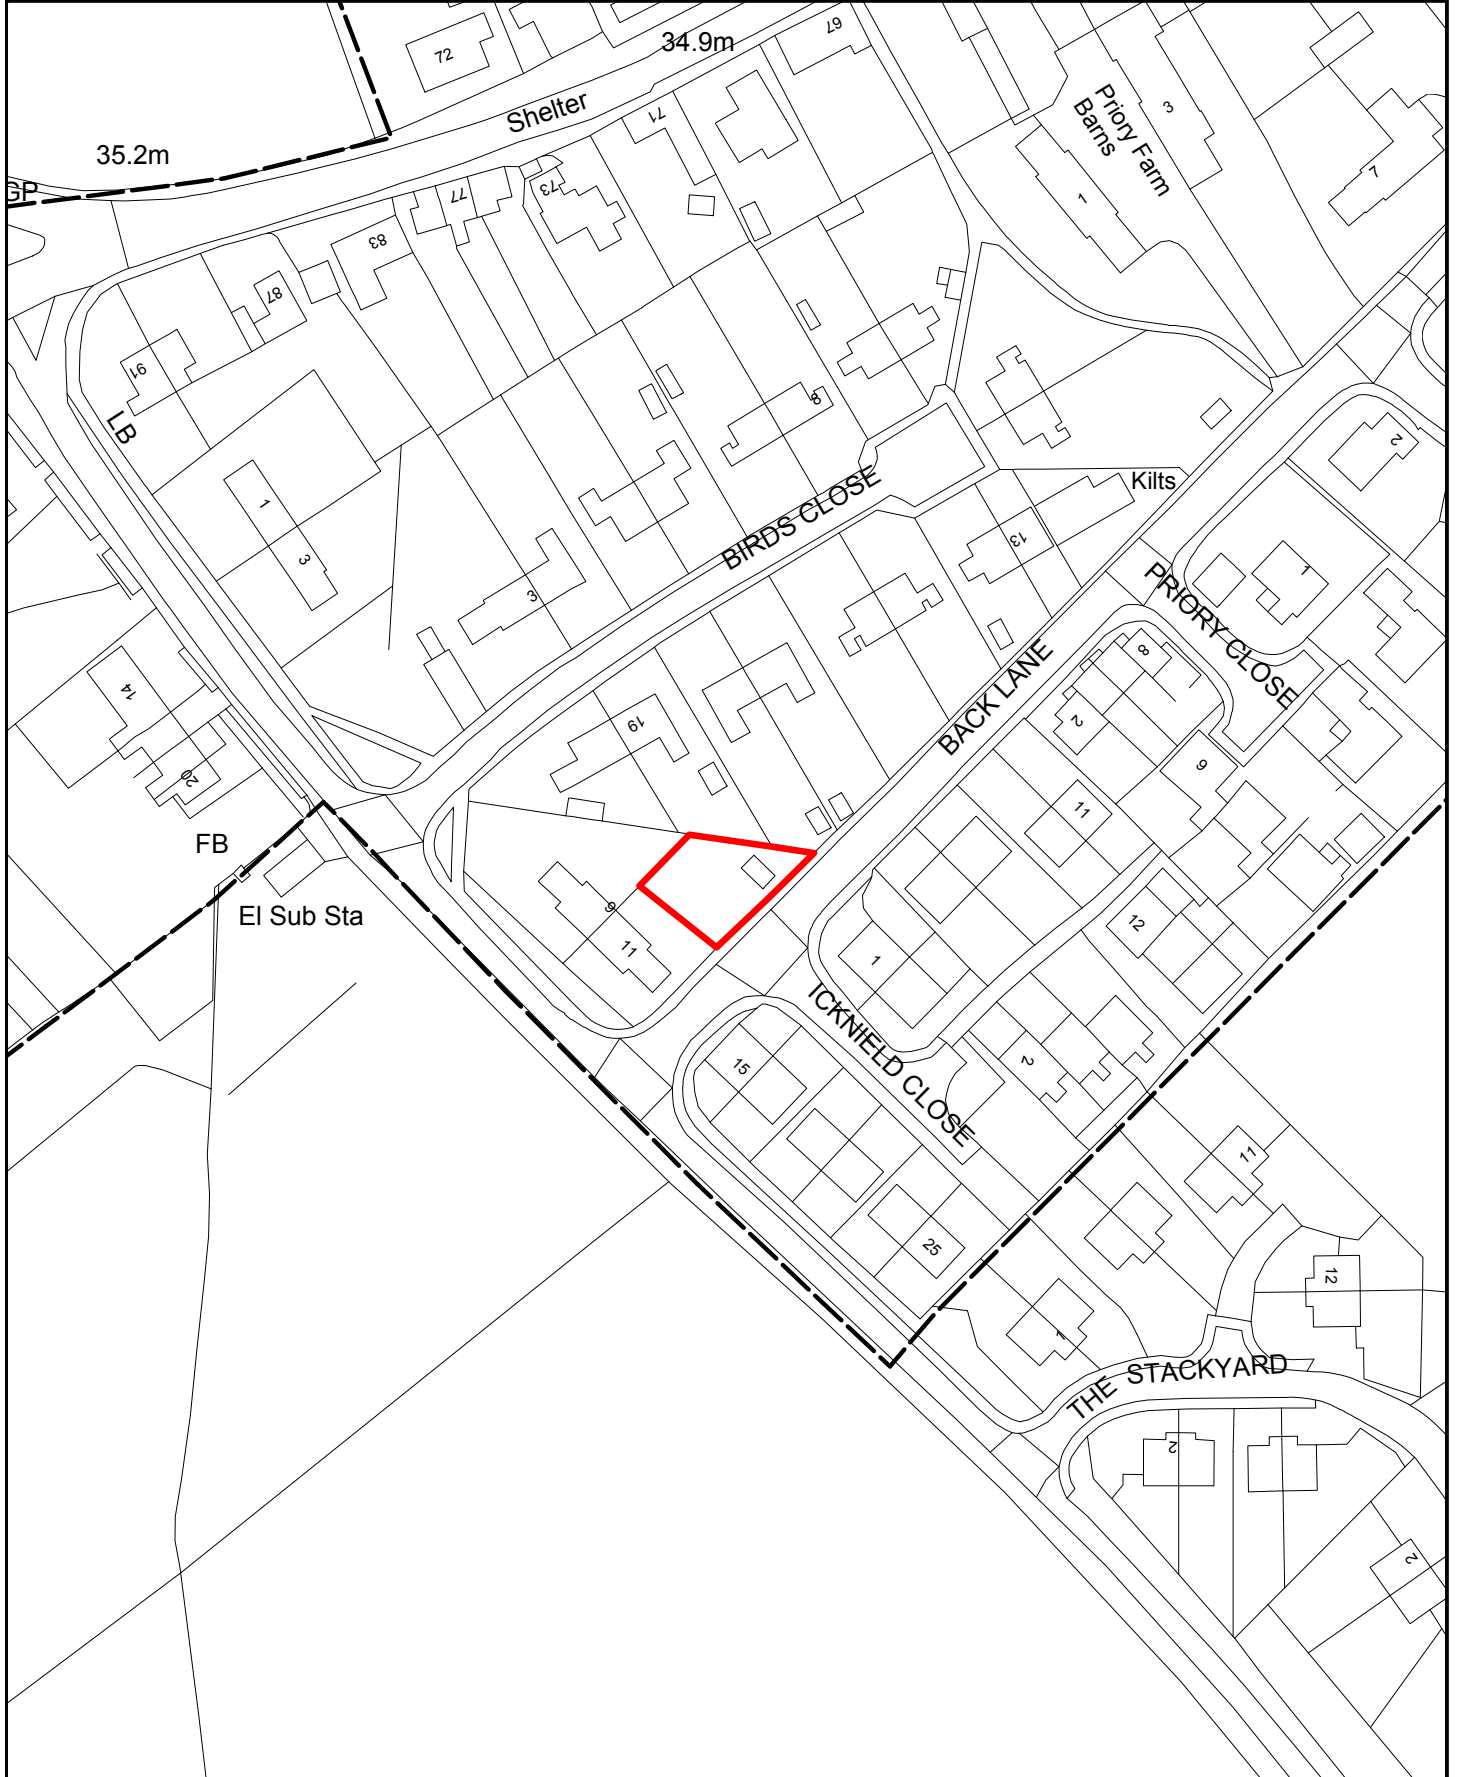 67
34.9m
72
Shelter
71
Priory Farm
Barns
3
35.2m
7
GP
77
73
1
83
87
91
8
LB
2
Kilts
1
BIRDS CLOSE
13
3
3
1
PRIORY CLOSE
BACK LANE
8
14
19
2
9
20
11
FB
El Sub Sta
9
11
12
1
ICKNIELD CLOSE
15
2
11
25
12
1
THE STACKYARD
2
2